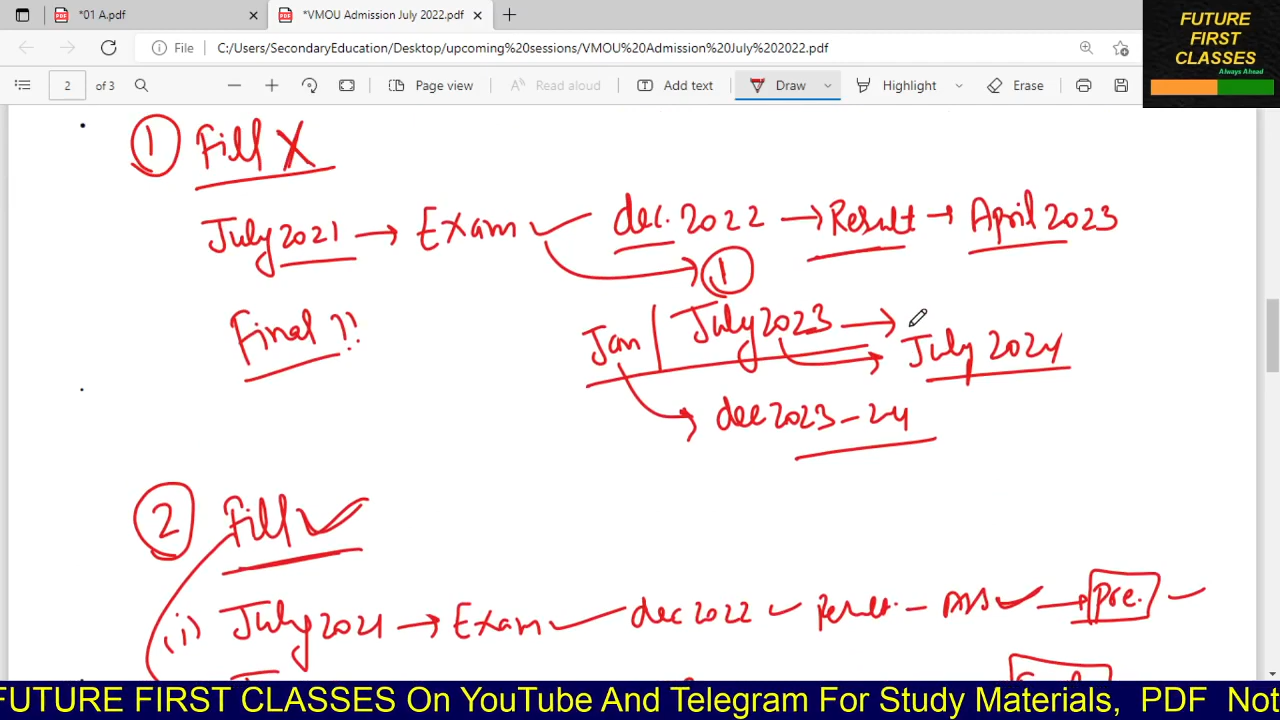 *01 A.pdf
*VMOU Admission July 2022.pdf
FUTURE
FIRST
CLASSES
Always Ahead
File
C:/Users/SecondaryEducation/Desktop/upcoming%20sessions/VMOU%20Admission%20July%202022.pdf
2 of 3
Page view
Read aloud
Add text
Draw
Highlight
Erase
① Fill X
July 2021 → Exam ✓ dec. 2022 → Result → April 2023
①
Final !!
Jan | July 2023 → July 2024
dec 2023-24
② Fill ✓
(i) July 2021 → Exam ✓ dec 2022 ✓ Result - ✓ → Pre. ✓
FUTURE FIRST CLASSES On YouTube And Telegram For Study Materials, PDF Not